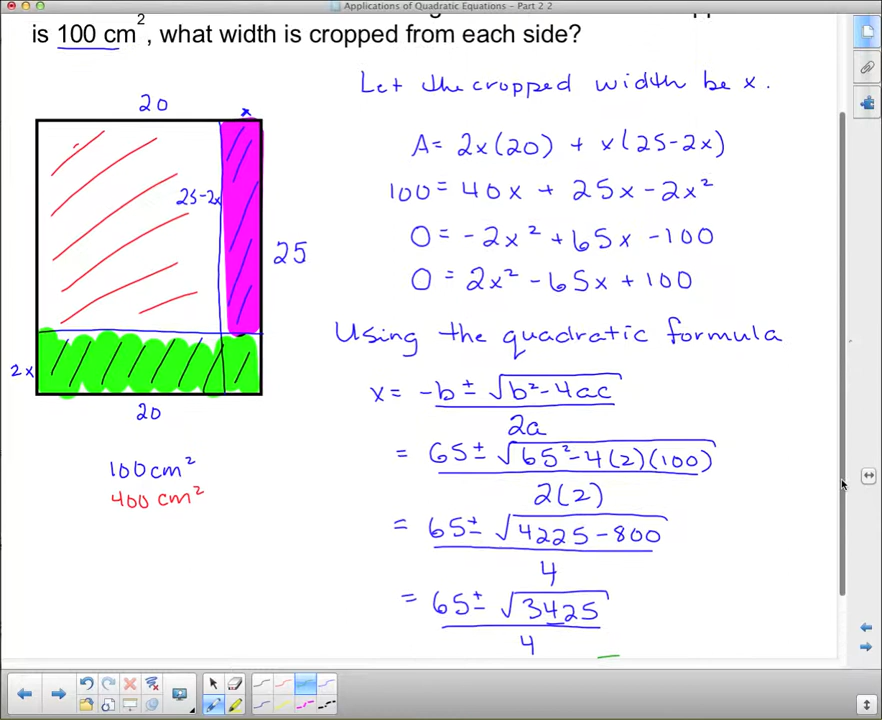 Applications of Quadratic Equations - Part 2 2
is 100 cm², what width is cropped from each side?
Let the cropped width be x.
20
x
A= 2x(20) + x(25-2x)
25-2x
100= 40x + 25x - 2x²
25
0= -2x² +65x -100
0 = 2x² -65x +100
Using the quadratic formula
2x
x= -b ± √b²-4ac
2a
20
= 65± √65²-4(2)(100)
2(2)
100cm²
400 cm²
= 65± √4225-800
4
= 65± √3425
4